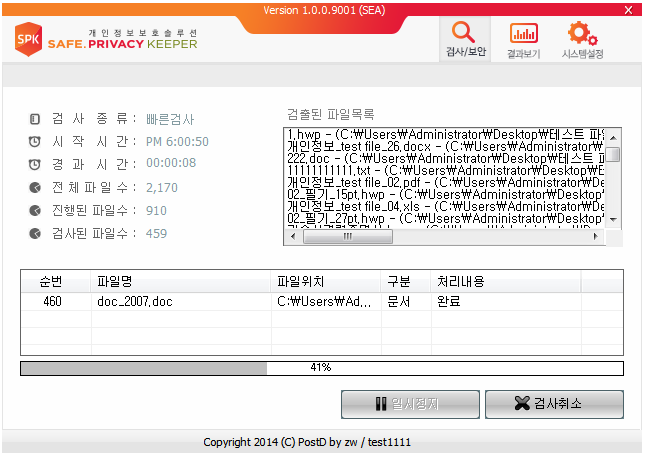 Version 1.0.0.9001 (SEA)
X
SPK
개인정보보호솔루션
SAFE. PRIVACY KEEPER
검사/보안
결과보기
시스템설정
검 사 종 류 : 빠른검사
시 작 시 간 : PM 6:00:50
경 과 시 간 : 00:00:08
전체파일수 : 2,170
진행된 파일수 : 910
검사된 파일수 : 459
검출된 파일목록
1.hwp - (C:₩Users₩Administrator₩Desktop₩테스트 파일
개인정보_test file_26.docx - (C:₩Users₩Administrator₩
222.doc - (C:₩Users₩Administrator₩Desktop₩테스트 파
11111111111.txt - (C:₩Users₩Administrator₩Desktop₩
개인정보_test file_02.pdf - (C:₩Users₩Administrator₩De
02_필기_15pt.hwp - (C:₩Users₩Administrator₩Desktop
개인정보_test file_04.xls - (C:₩Users₩Administrator₩De
02_필기_27pt.hwp - (C:₩Users₩Administrator₩Desktop
순번 파일명 파일위치 구분 처리내용
460 doc_2007.doc C:₩Users₩Ad... 문서 완료
41%
일시정지
검사취소
Copyright 2014 (C) PostD by zw / test1111